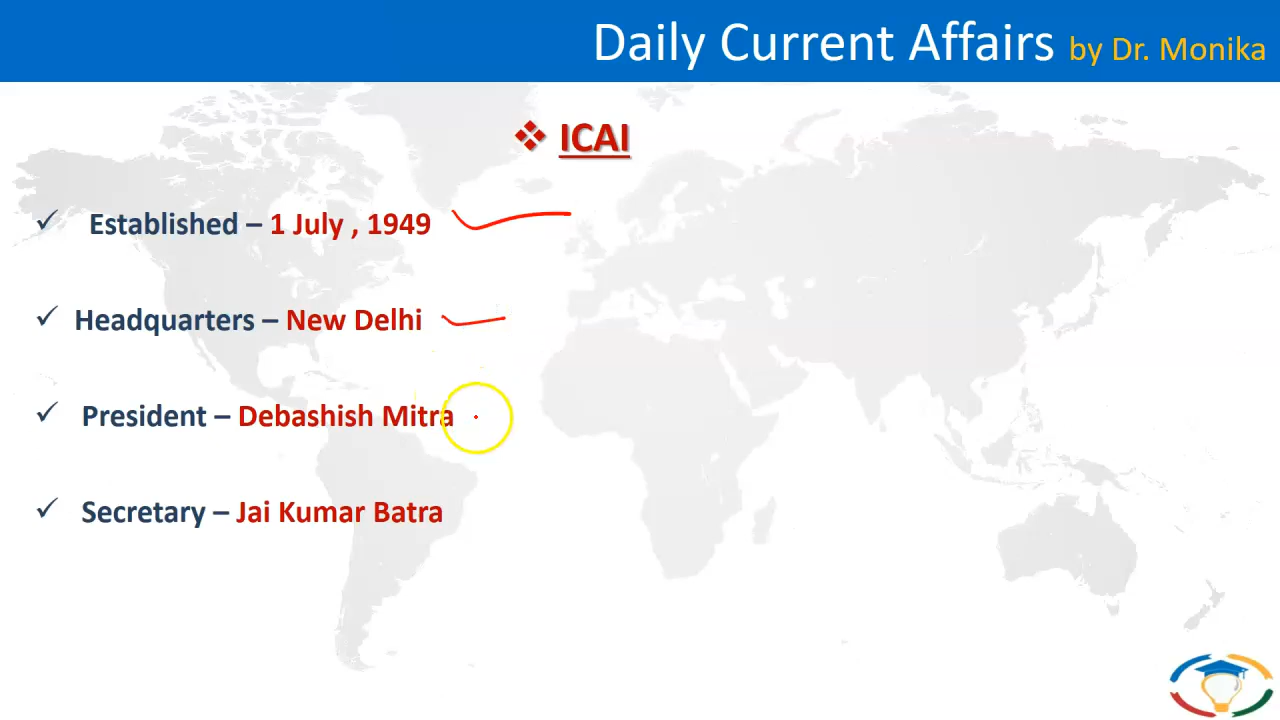 Daily Current Affairs by Dr. Monika
❖ ICAI
✓ Established – 1 July , 1949
✓ Headquarters – New Delhi
✓ President – Debashish Mitra
✓ Secretary – Jai Kumar Batra